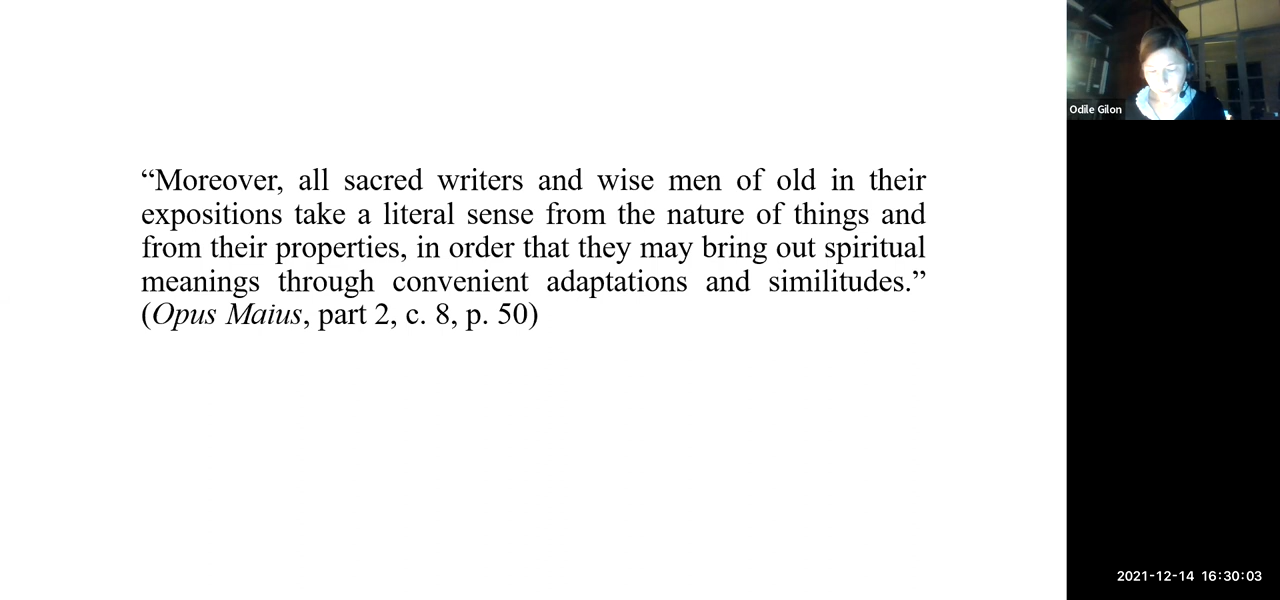 “Moreover, all sacred writers and wise men of old in their
expositions take a literal sense from the nature of things and
from their properties, in order that they may bring out spiritual
meanings through convenient adaptations and similitudes.”
(Opus Maius, part 2, c. 8, p. 50)
Odile Gilon
2021-12-14 16:30:03